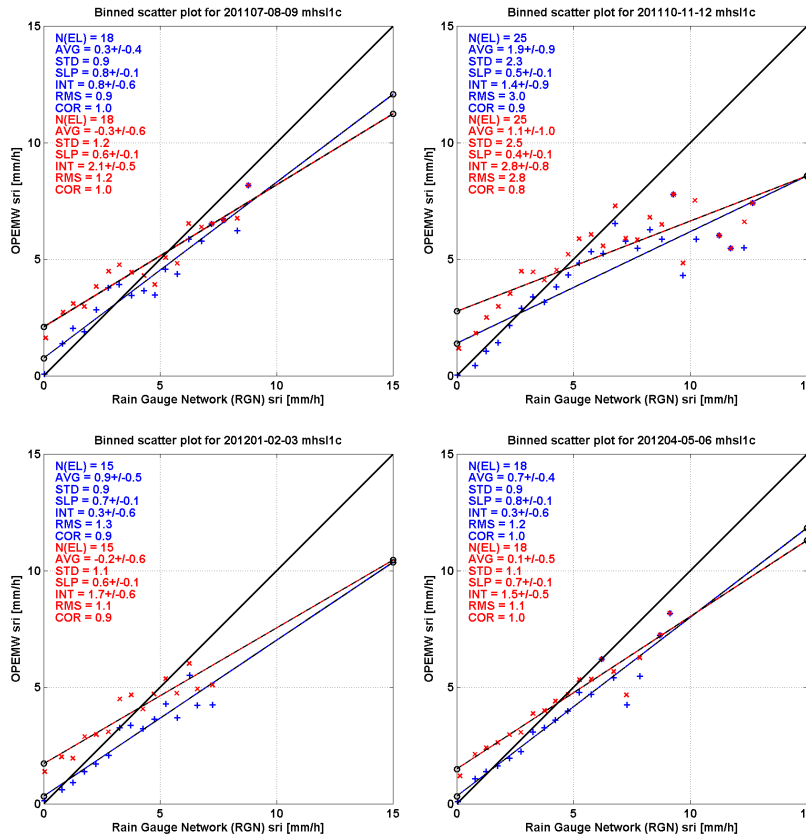 Binned scatter plot for 201107-08-09 mhsl1c
N(EL) = 18
AVG = 0.3+/-0.4
STD = 0.9
SLP = 0.8+/-0.1
INT = 0.8+/-0.6
RMS = 0.9
COR = 1.0
N(EL) = 18
AVG = -0.3+/-0.6
STD = 1.2
SLP = 0.6+/-0.1
INT = 2.1+/-0.5
RMS = 1.2
COR = 1.0
15
10
5
0
OPEMW sri [mm/h]
0 5 10 15
Rain Gauge Network (RGN) sri [mm/h]
Binned scatter plot for 201110-11-12 mhsl1c
N(EL) = 25
AVG = 1.9+/-0.9
STD = 2.3
SLP = 0.5+/-0.1
INT = 1.4+/-0.9
RMS = 3.0
COR = 0.9
N(EL) = 25
AVG = 1.1+/-1.0
STD = 2.5
SLP = 0.4+/-0.1
INT = 2.8+/-0.8
RMS = 2.8
COR = 0.8
15
10
5
0
OPEMW sri [mm/h]
0 5 10 15
Rain Gauge Network (RGN) sri [mm/h]
Binned scatter plot for 201201-02-03 mhsl1c
N(EL) = 15
AVG = 0.9+/-0.5
STD = 0.9
SLP = 0.7+/-0.1
INT = 0.3+/-0.6
RMS = 1.3
COR = 0.9
N(EL) = 15
AVG = -0.2+/-0.6
STD = 1.1
SLP = 0.6+/-0.1
INT = 1.7+/-0.6
RMS = 1.1
COR = 0.9
15
10
5
0
OPEMW sri [mm/h]
0 5 10 15
Rain Gauge Network (RGN) sri [mm/h]
Binned scatter plot for 201204-05-06 mhsl1c
N(EL) = 18
AVG = 0.7+/-0.4
STD = 0.9
SLP = 0.8+/-0.1
INT = 0.3+/-0.6
RMS = 1.2
COR = 1.0
N(EL) = 18
AVG = 0.1+/-0.5
STD = 1.1
SLP = 0.7+/-0.1
INT = 1.5+/-0.5
RMS = 1.1
COR = 1.0
15
10
5
0
OPEMW sri [mm/h]
0 5 10 15
Rain Gauge Network (RGN) sri [mm/h]